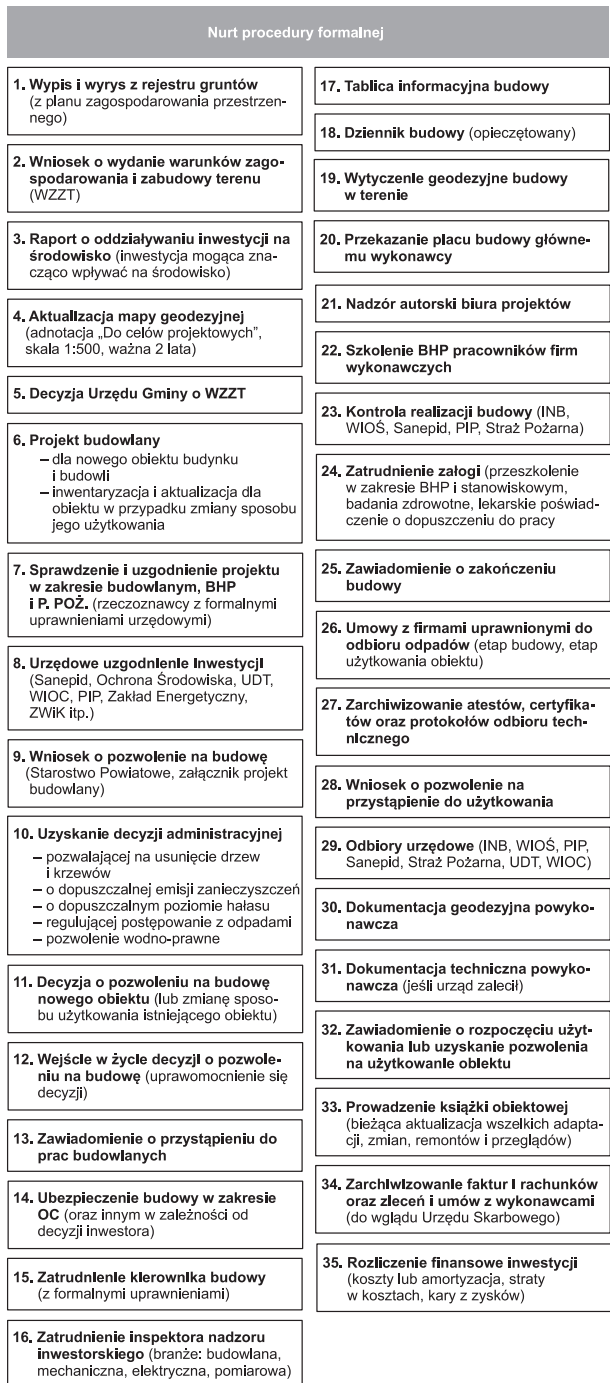 Nurt procedury formalnej
1. Wypis i wyrys z rejestru gruntów
(z planu zagospodarowania przestrzen-
nego)
2. Wniosek o wydanie warunków zago-
spodarowania i zabudowy terenu
(WZZT)
3. Raport o oddziaływaniu inwestycji na
środowisko (inwestycja mogąca zna-
cząco wpływać na środowisko)
4. Aktualizacja mapy geodezyjnej
(adnotacja „Do celów projektowych”,
skala 1:500, ważna 2 lata)
5. Decyzja Urzędu Gminy o WZZT
6. Projekt budowlany
– dla nowego obiektu budynku
i budowli
– inwentaryzacja i aktualizacja dla
obiektu w przypadku zmiany sposobu
jego użytkowania
7. Sprawdzenie i uzgodnienie projektu
w zakresie budowlanym, BHP
i P. POŻ. (rzeczoznawcy z formalnymi
uprawnieniami urzędowymi)
8. Urzędowe uzgodnienie Inwestycji
(Sanepid, Ochrona Środowiska, UDT,
WIOC, PIP, Zakład Energetyczny,
ZWiK itp.)
9. Wniosek o pozwolenie na budowę
(Starostwo Powiatowe, załącznik projekt
budowlany)
10. Uzyskanie decyzji administracyjnej
– pozwalającej na usunięcie drzew
i krzewów
– o dopuszczalnej emisji zanieczyszczeń
– o dopuszczalnym poziomie hałasu
– regulującej postępowanie z odpadami
– pozwolenie wodno-prawne
11. Decyzja o pozwoleniu na budowę
nowego obiektu (lub zmianę sposo-
bu użytkowania istniejącego obiektu)
12. Wejście w życie decyzji o pozwole-
niu na budowę (uprawomocnienie się
decyzji)
13. Zawiadomienie o przystąpieniu do
prac budowlanych
14. Ubezpieczenie budowy w zakresie
OC (oraz innym w zależności od
decyzji inwestora)
15. Zatrudnienie kierownika budowy
(z formalnymi uprawnieniami)
16. Zatrudnienie inspektora nadzoru
inwestorskiego (branże: budowlana,
mechaniczna, elektryczna, pomiarowa)
17. Tablica informacyjna budowy
18. Dziennik budowy (opieczętowany)
19. Wytyczenie geodezyjne budowy
w terenie
20. Przekazanie placu budowy główne-
mu wykonawcy
21. Nadzór autorski biura projektów
22. Szkolenie BHP pracowników firm
wykonawczych
23. Kontrola realizacji budowy (INB,
WIOŚ, Sanepid, PIP, Straż Pożarna)
24. Zatrudnienie załogi (przeszkolenie
w zakresie BHP i stanowiskowym,
badania zdrowotne, lekarskie poświad-
czenie o dopuszczeniu do pracy
25. Zawiadomienie o zakończeniu
budowy
26. Umowy z firmami uprawnionymi do
odbioru odpadów (etap budowy, etap
użytkowania obiektu)
27. Zarchiwizowanie atestów, certyfika-
tów oraz protokołów odbioru tech-
nicznego
28. Wniosek o pozwolenie na
przystąpienie do użytkowania
29. Odbiory urzędowe (INB, WIOŚ, PIP,
Sanepid, Straż Pożarna, UDT, WIOC)
30. Dokumentacja geodezyjna powyko-
nawcza
31. Dokumentacja techniczna powyko-
nawcza (jeśli urząd zalecił)
32. Zawiadomienie o rozpoczęciu użyt-
kowania lub uzyskanie pozwolenia
na użytkowanie obiektu
33. Prowadzenie książki obiektowej
(bieżąca aktualizacja wszelkich adapta-
cji, zmian, remontów i przeglądów)
34. Zarchiwizowanie faktur i rachunków
oraz zleceń i umów z wykonawcami
(do wglądu Urzędu Skarbowego)
35. Rozliczenie finansowe inwestycji
(koszty lub amortyzacja, straty
w kosztach, kary z zysków)